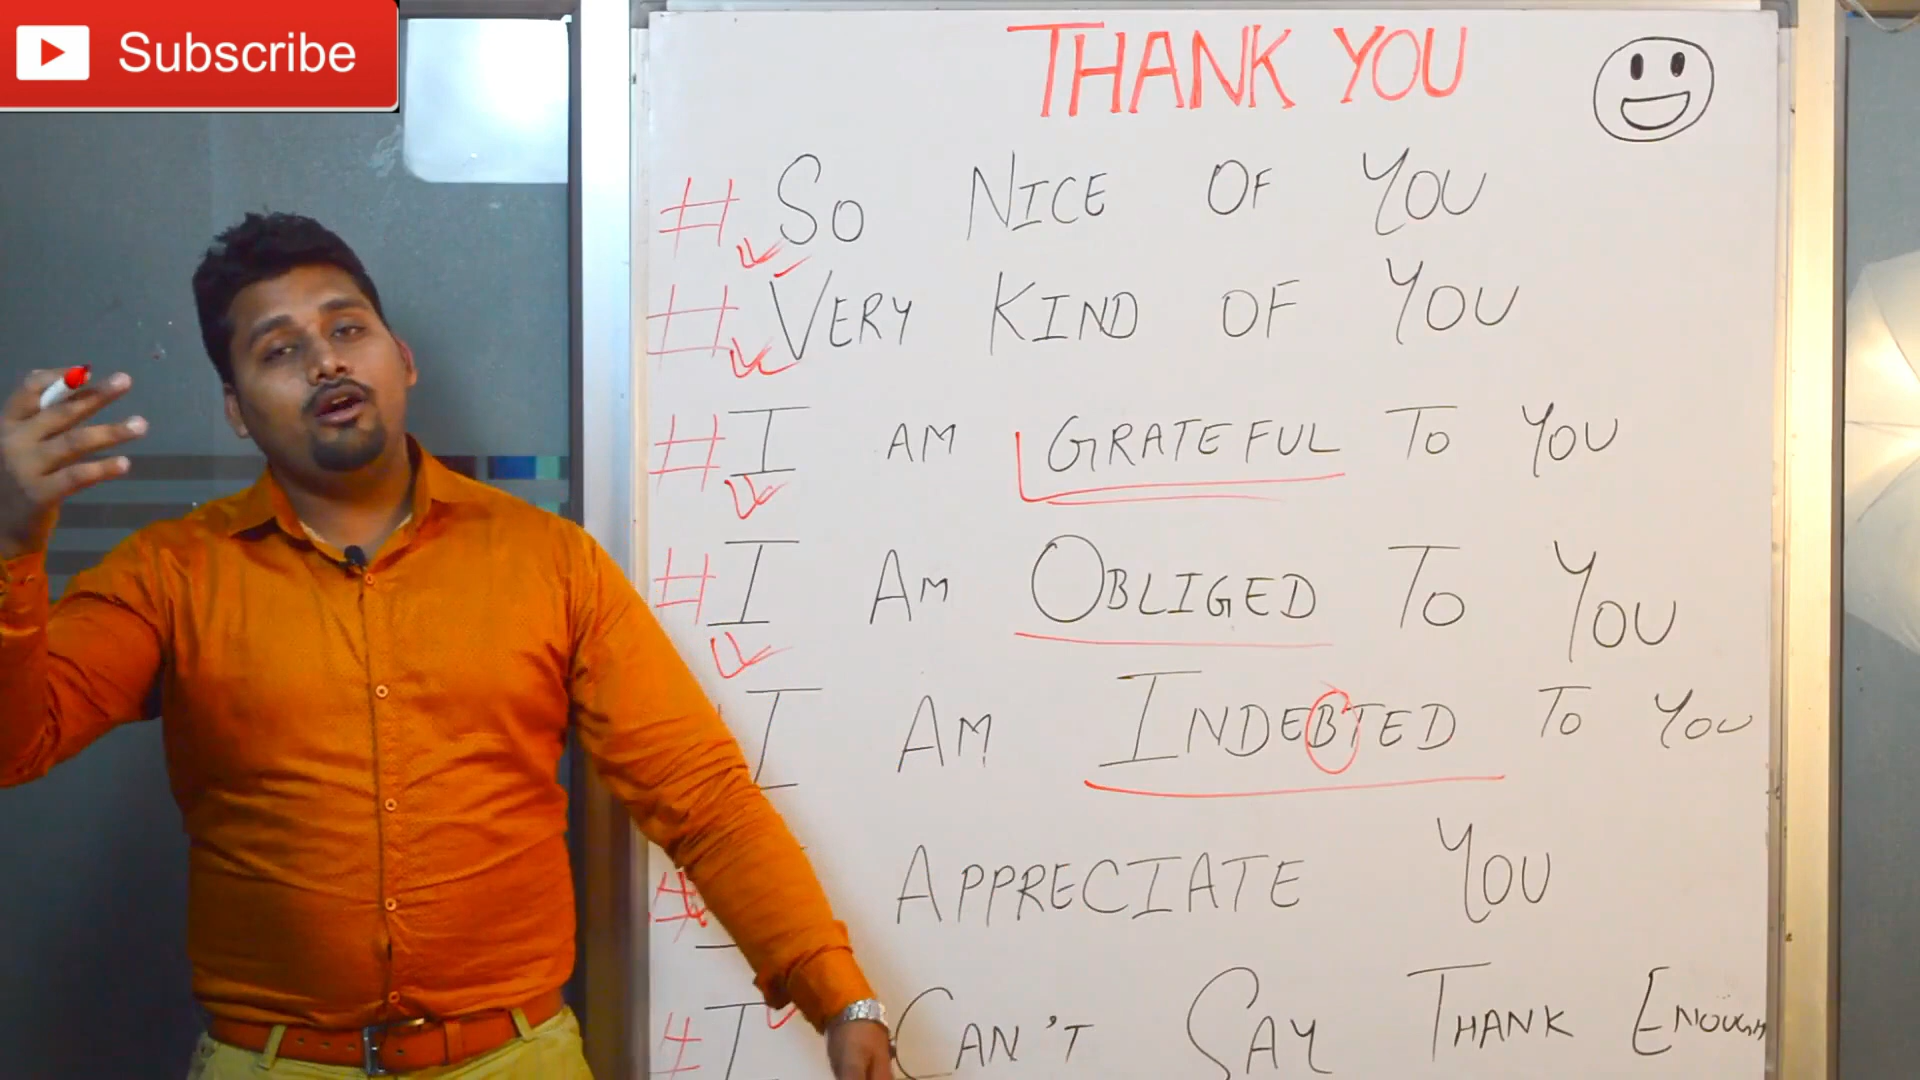 Subscribe
THANK YOU
# SO NICE OF YOU
# VERY KIND OF YOU
# I AM GRATEFUL TO YOU
# I AM OBLIGED TO YOU
I AM INDEBTED TO YOU
# APPRECIATE YOU
# I CAN'T SAY THANK ENOUGH